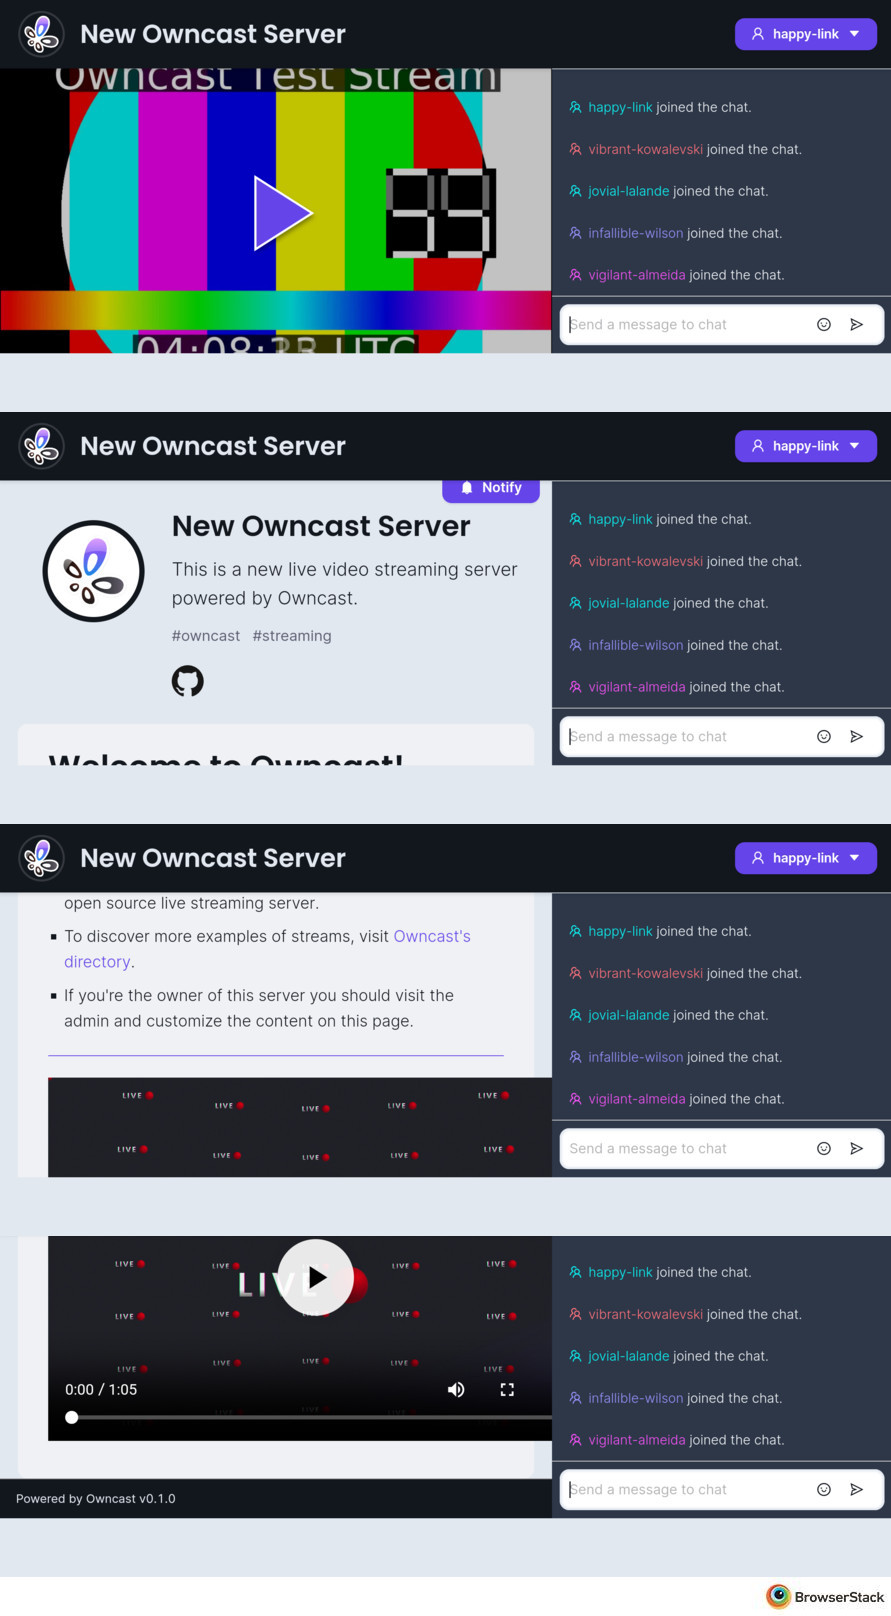 New Owncast Server
happy-link
Owncast Test Stream
happy-link joined the chat.
vibrant-kowalevski joined the chat.
jovial-lalande joined the chat.
infallible-wilson joined the chat.
vigilant-almeida joined the chat.
Send a message to chat
UTC
New Owncast Server
happy-link
Notify
New Owncast Server
This is a new live video streaming server
powered by Owncast.
#owncast #streaming
Welcome to Owncast!
happy-link joined the chat.
vibrant-kowalevski joined the chat.
jovial-lalande joined the chat.
infallible-wilson joined the chat.
vigilant-almeida joined the chat.
Send a message to chat
New Owncast Server
happy-link
open source live streaming server.
▪ To discover more examples of streams, visit Owncast's
directory.
▪ If you're the owner of this server you should visit the
admin and customize the content on this page.
LIVE LIVE LIVE LIVE LIVE
LIVE LIVE LIVE LIVE LIVE
happy-link joined the chat.
vibrant-kowalevski joined the chat.
jovial-lalande joined the chat.
infallible-wilson joined the chat.
vigilant-almeida joined the chat.
Send a message to chat
LIVE LIVE LIVE LIVE
LIVE
LIVE LIVE LIVE LIVE LIVE
LIVE LIVE LIVE LIVE LIVE
0:00 / 1:05
happy-link joined the chat.
vibrant-kowalevski joined the chat.
jovial-lalande joined the chat.
infallible-wilson joined the chat.
vigilant-almeida joined the chat.
Send a message to chat
Powered by Owncast v0.1.0
BrowserStack